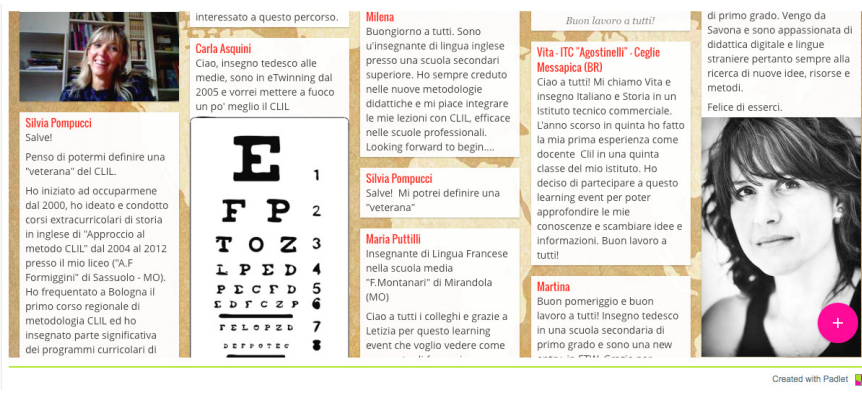 Silvia Pompucci
Salve!
Penso di potermi definire una
"veterana" del CLIL.
Ho iniziato ad occuparmene
dal 2000, ho ideato e condotto
corsi extracurricolari di storia
in inglese di "Approccio al
metodo CLIL" dal 2004 al 2012
presso il mio liceo ("A.F
Formiggini" di Sassuolo - MO).
Ho frequentato a Bologna il
primo corso regionale di
metodologia CLIL ed ho
insegnato parte significativa
dei programmi curricolari di
interessato a questo percorso.
Carla Asquini
Ciao, insegno tedesco alle
medie, sono in eTwinning dal
2005 e vorrei mettere a fuoco
un po' meglio il CLIL
E 1
F P 2
T O Z 3
L P E D 4
P E C F D 5
E D F C Z P 6
F E L O P Z D 7
D E F P O T E C 8
Milena
Buongiorno a tutti. Sono
u'insegnante di lingua inglese
presso una scuola secondari
superiore. Ho sempre creduto
nelle nuove metodologie
didattiche e mi piace integrare
le mie lezioni con CLIL, efficace
nelle scuole professionali.
Looking forward to begin....
Silvia Pompucci
Salve! Mi potrei definire una
"veterana"
Maria Puttilli
Insegnante di Lingua Francese
nella scuola media
"F.Montanari" di Mirandola
(MO)
Ciao a tutti i colleghi e grazie a
Letizia per questo learning
event che voglio vedere come
Buon lavoro a tutti!
Vita - ITC "Agostinelli" - Ceglie
Messapica (BR)
Ciao a tutti! Mi chiamo Vita e
insegno Italiano e Storia in un
Istituto tecnico commerciale.
L'anno scorso in quinta ho fatto
la mia prima esperienza come
docente Clil in una quinta
classe del mio istituto. Ho
deciso di partecipare a questo
learning event per poter
approfondire le mie
conoscenze e scambiare idee e
informazioni. Buon lavoro a
tutti!
Martina
Buon pomeriggio e buon
lavoro a tutti! Insegno tedesco
in una scuola secondaria di
primo grado e sono una new
di primo grado. Vengo da
Savona e sono appassionata di
didattica digitale e lingue
straniere pertanto sempre alla
ricerca di nuove idee, risorse e
metodi.
Felice di esserci.
Created with Padlet